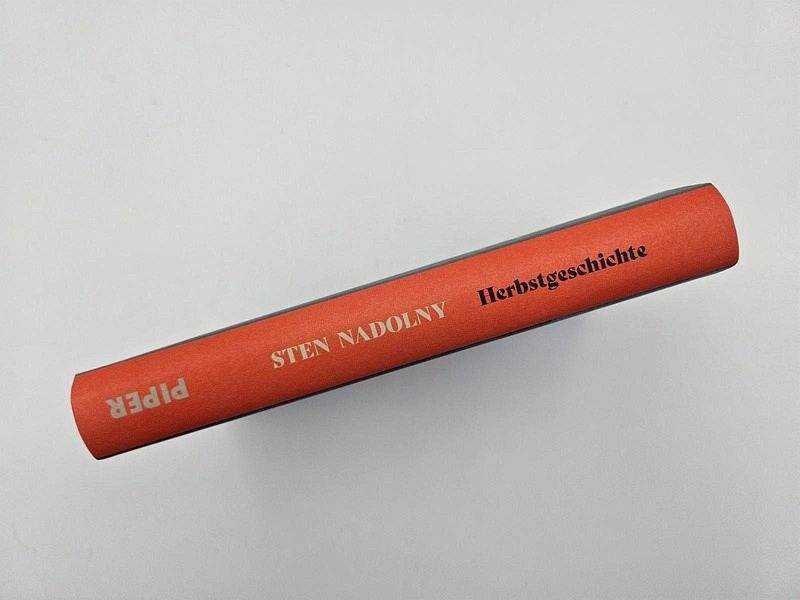 PIPER
STEN NADOLNY
Herbstgeschichte